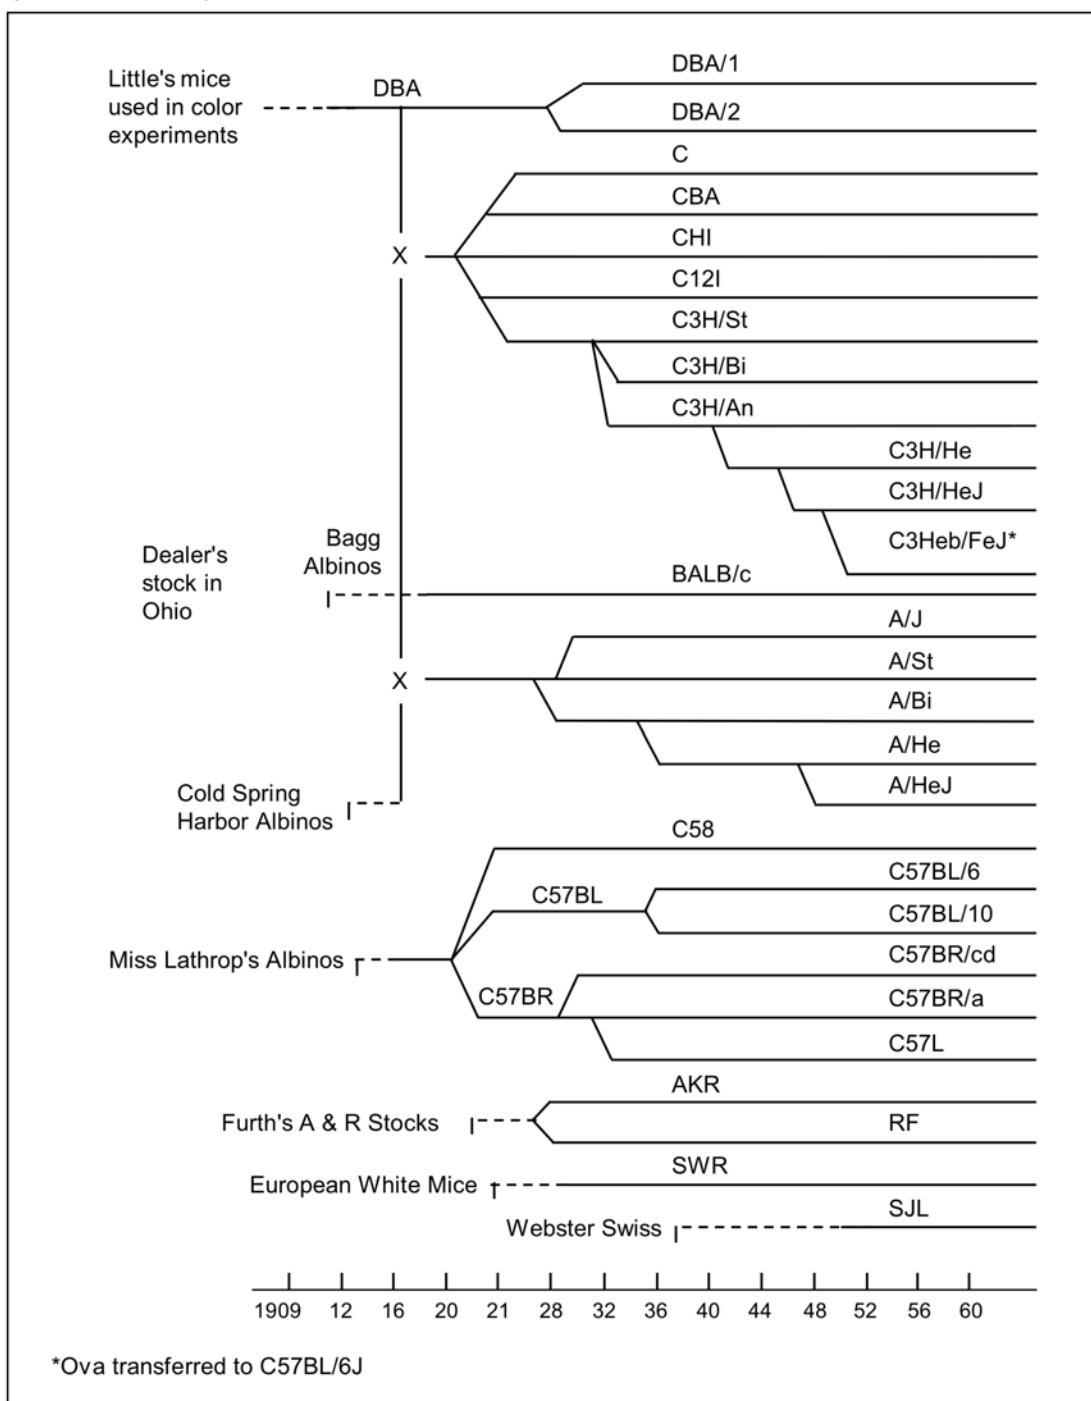 DBA/1
Little's mice
used in color
experiments
DBA
DBA/2
C
CBA
X
CHI
C12I
C3H/St
C3H/Bi
C3H/An
C3H/He
C3H/HeJ
C3Heb/FeJ*
Dealer's
stock in
Ohio
Bagg
Albinos
BALB/c
A/J
X
A/St
A/Bi
A/He
A/HeJ
Cold Spring
Harbor Albinos
C58
C57BL
C57BL/6
C57BL/10
Miss Lathrop's Albinos
C57BR/cd
C57BR
C57BR/a
C57L
AKR
Furth's A & R Stocks
RF
SWR
European White Mice
SJL
Webster Swiss
1909 12 16 20 21 28 32 36 40 44 48 52 56 60
*Ova transferred to C57BL/6J